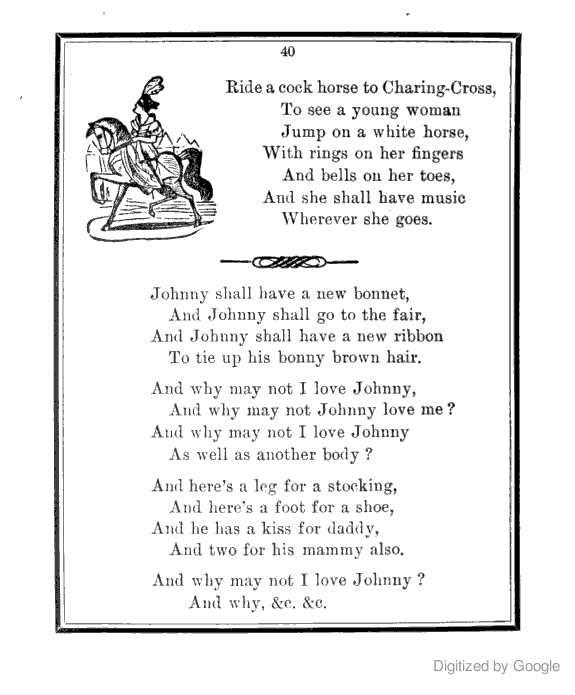 40
Ride a cock horse to Charing-Cross,
To see a young woman
Jump on a white horse,
With rings on her fingers
And bells on her toes,
And she shall have music
Wherever she goes.
Johnny shall have a new bonnet,
And Johnny shall go to the fair,
And Johnny shall have a new ribbon
To tie up his bonny brown hair.
And why may not I love Johnny,
And why may not Johnny love me ?
And why may not I love Johnny
As well as another body ?
And here's a leg for a stocking,
And here's a foot for a shoe,
And he has a kiss for daddy,
And two for his mammy also.
And why may not I love Johnny ?
And why, &c. &c.
Digitized by Google